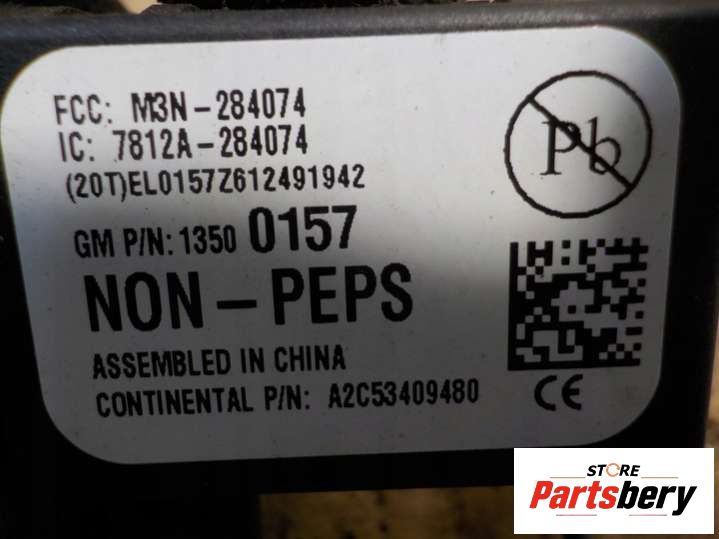 FCC: M3N-284074
IC: 7812A-284074
(20T)EL0157Z612491942
GM P/N: 1350 0157
NON-PEPS
ASSEMBLED IN CHINA
CONTINENTAL P/N: A2C53409480
Pb
CE
STORE
Partsbery